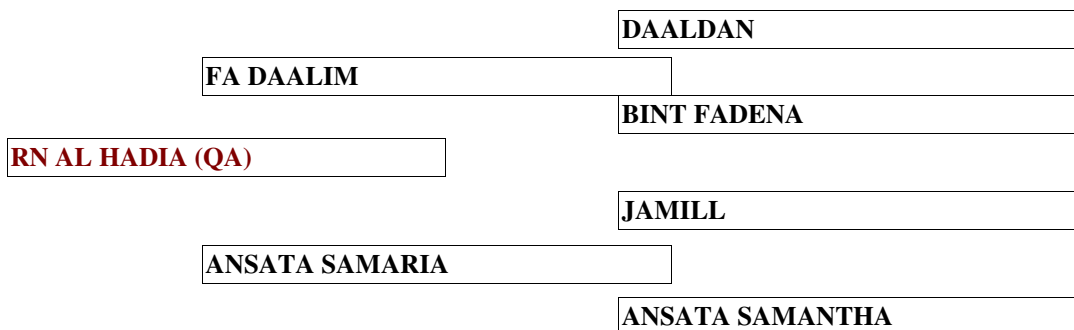 DAALDAN
FA DAALIM
BINT FADENA
RN AL HADIA (QA)
JAMILL
ANSATA SAMARIA
ANSATA SAMANTHA